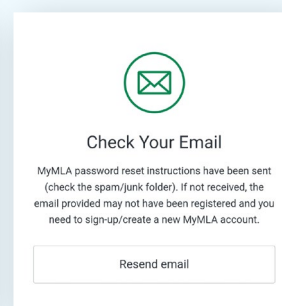 Check Your Email
MyMLA password reset instructions have been sent
(check the spam/junk folder). If not received, the
email provided may not have been registered and you
need to sign-up/create a new MyMLA account.
Resend email